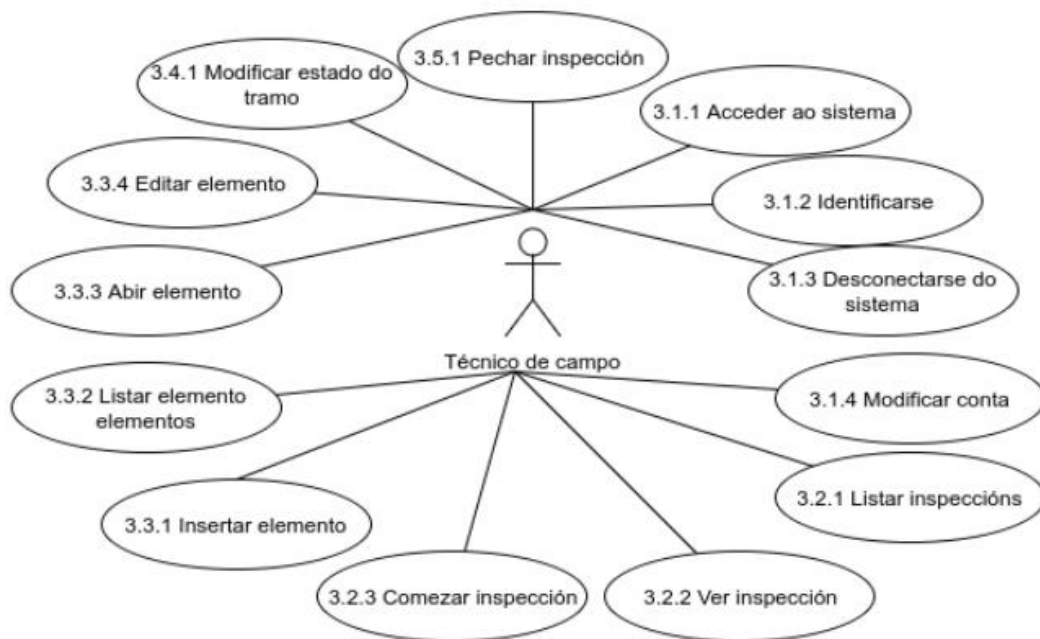 3.5.1 Pechar inspección
3.4.1 Modificar estado do
tramo
3.1.1 Acceder ao sistema
3.3.4 Editar elemento
3.1.2 Identificarse
3.3.3 Abir elemento
3.1.3 Desconectarse do
sistema
Técnico de campo
3.3.2 Listar elemento
elementos
3.1.4 Modificar conta
3.2.1 Listar inspeccións
3.3.1 Insertar elemento
3.2.3 Comezar inspección
3.2.2 Ver inspección